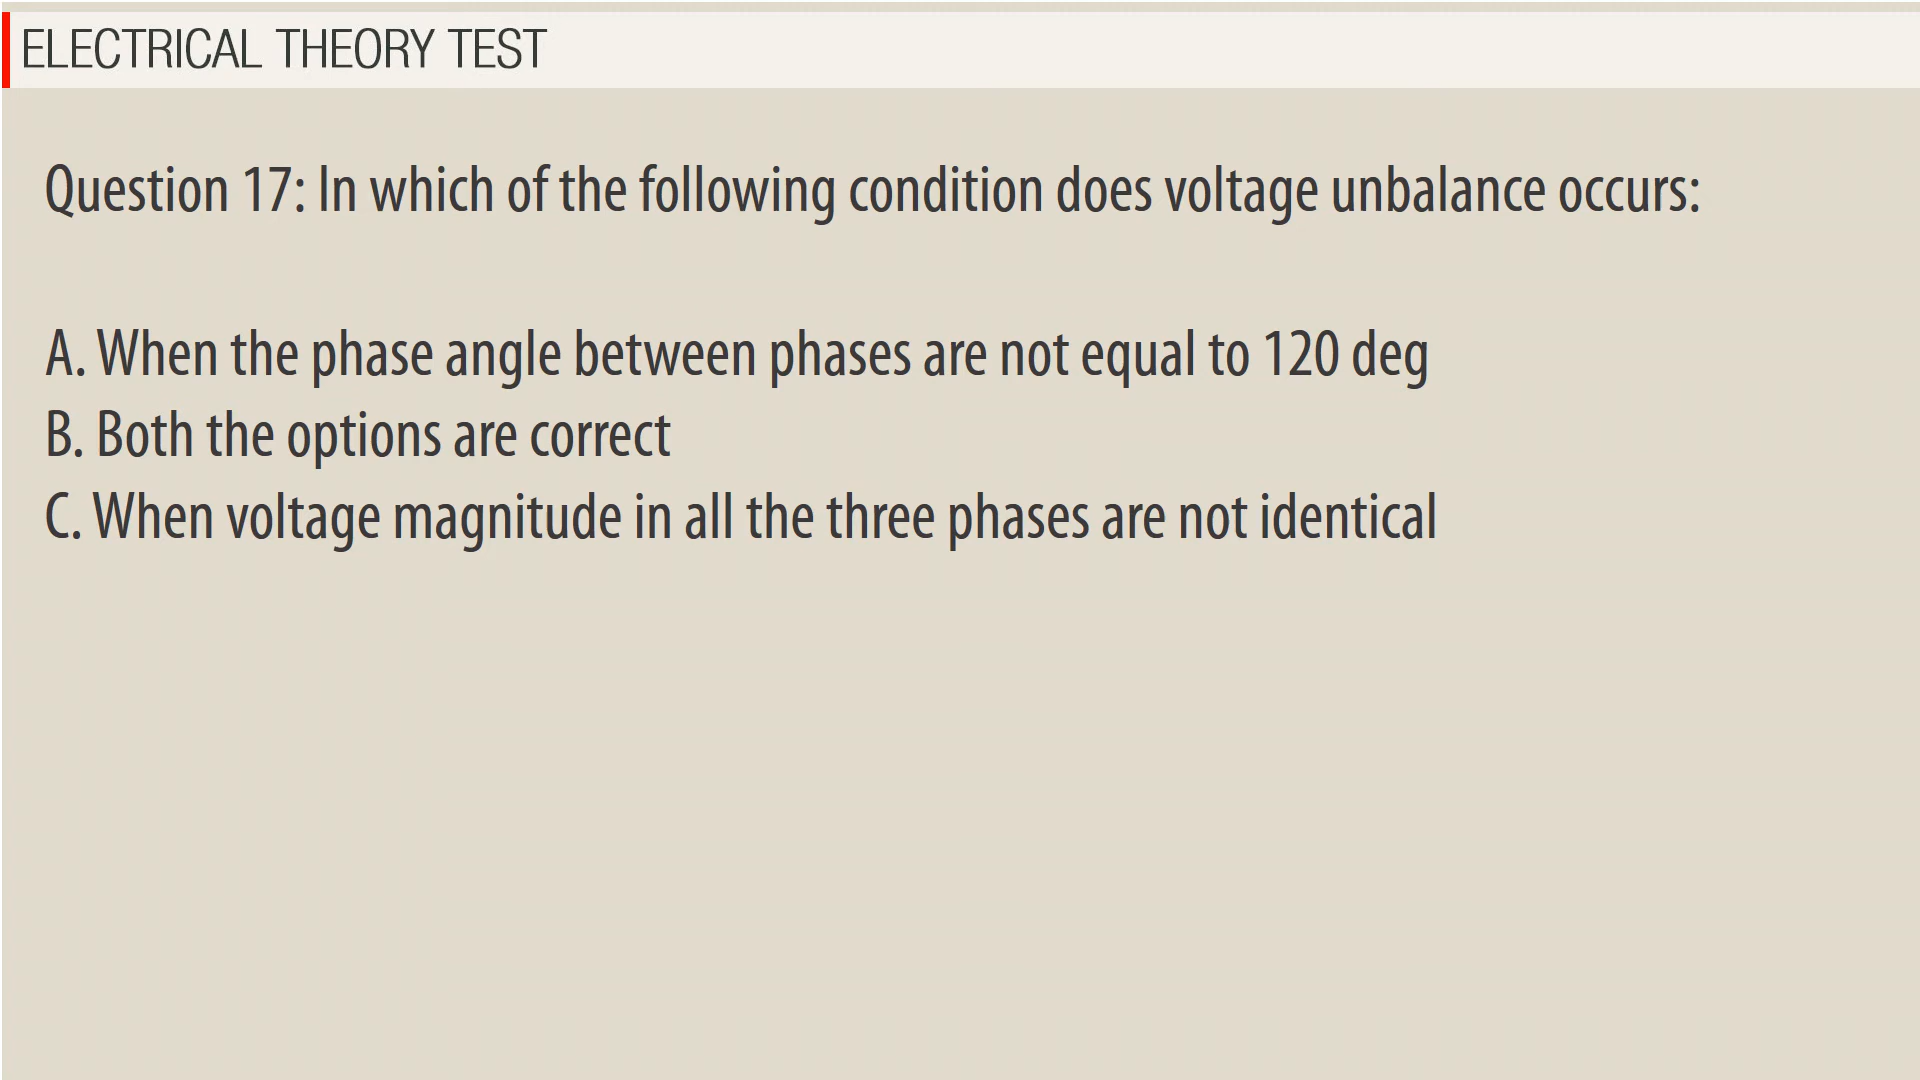 ELECTRICAL THEORY TEST
Question 17: In which of the following condition does voltage unbalance occurs:
A. When the phase angle between phases are not equal to 120 deg
B. Both the options are correct
C. When voltage magnitude in all the three phases are not identical